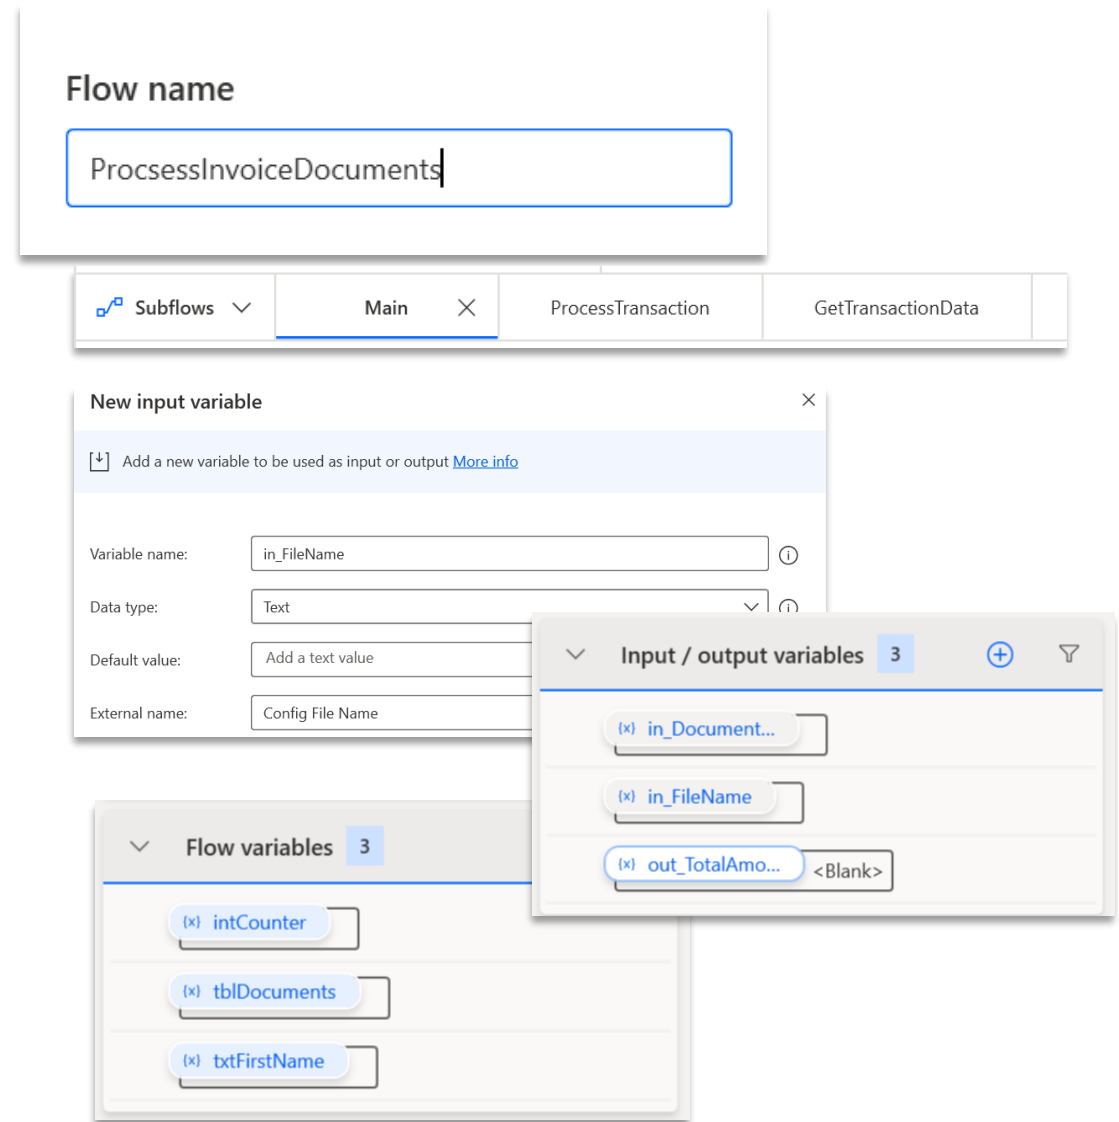 Flow name
ProcsessInvoiceDocuments
Subflows Main ProcessTransaction GetTransactionData
New input variable
Add a new variable to be used as input or output More info
Variable name: in_FileName
Data type: Text
Default value: Add a text value
External name: Config File Name
Input / output variables 3
{x} in_Document...
{x} in_FileName
{x} out_TotalAmo... <Blank>
Flow variables 3
{x} intCounter
{x} tblDocuments
{x} txtFirstName